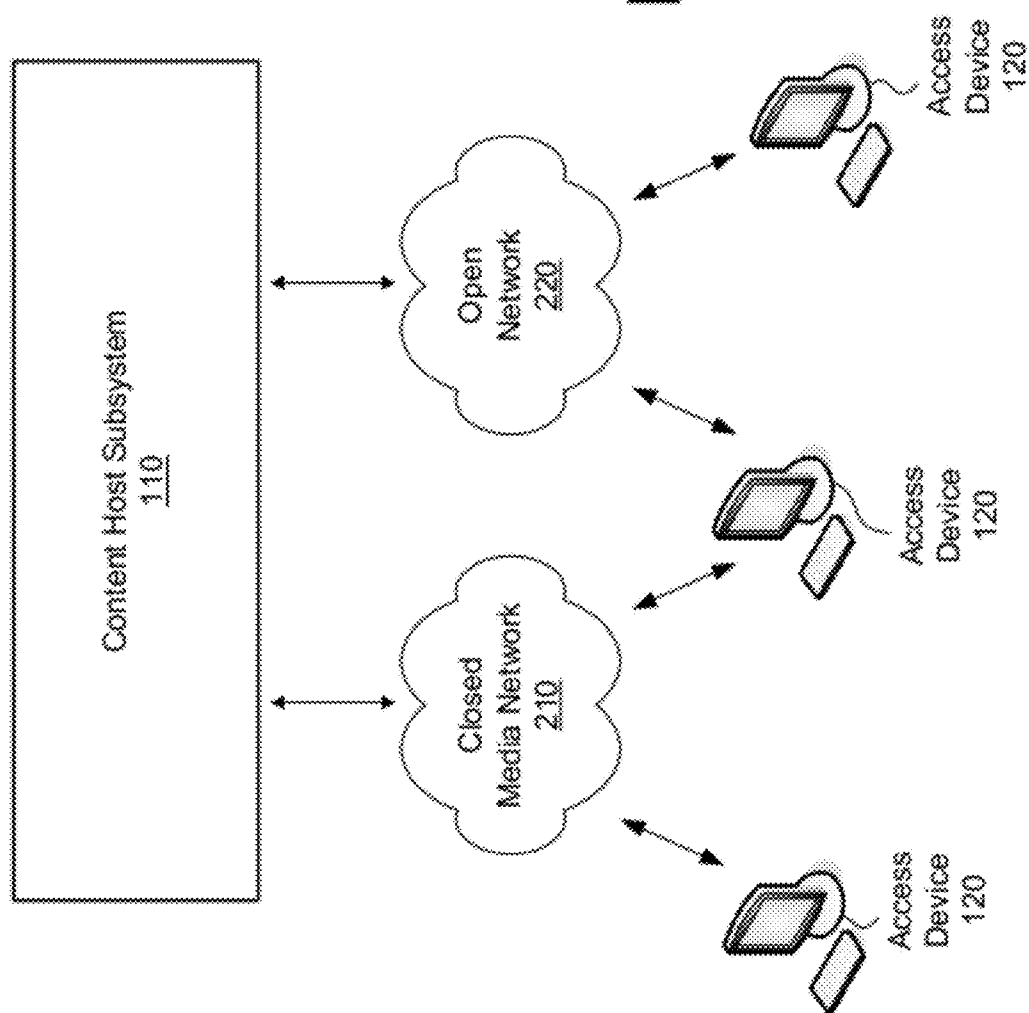 Content Host Subsystem
110
Closed
Media Network
210
Open
Network
220
Access
Device
120
Access
Device
120
Access
Device
120